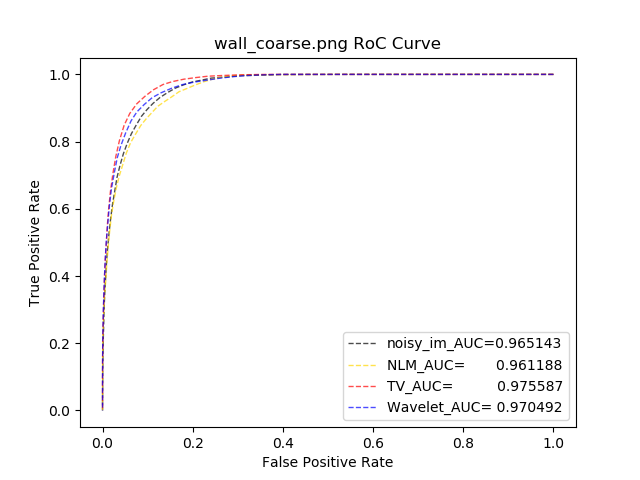 wall_coarse.png RoC Curve
1.0
0.8
0.6
0.4
0.2
0.0
True Positive Rate
noisy_im_AUC=0.965143
NLM_AUC= 0.961188
TV_AUC= 0.975587
Wavelet_AUC= 0.970492
0.0 0.2 0.4 0.6 0.8 1.0
False Positive Rate